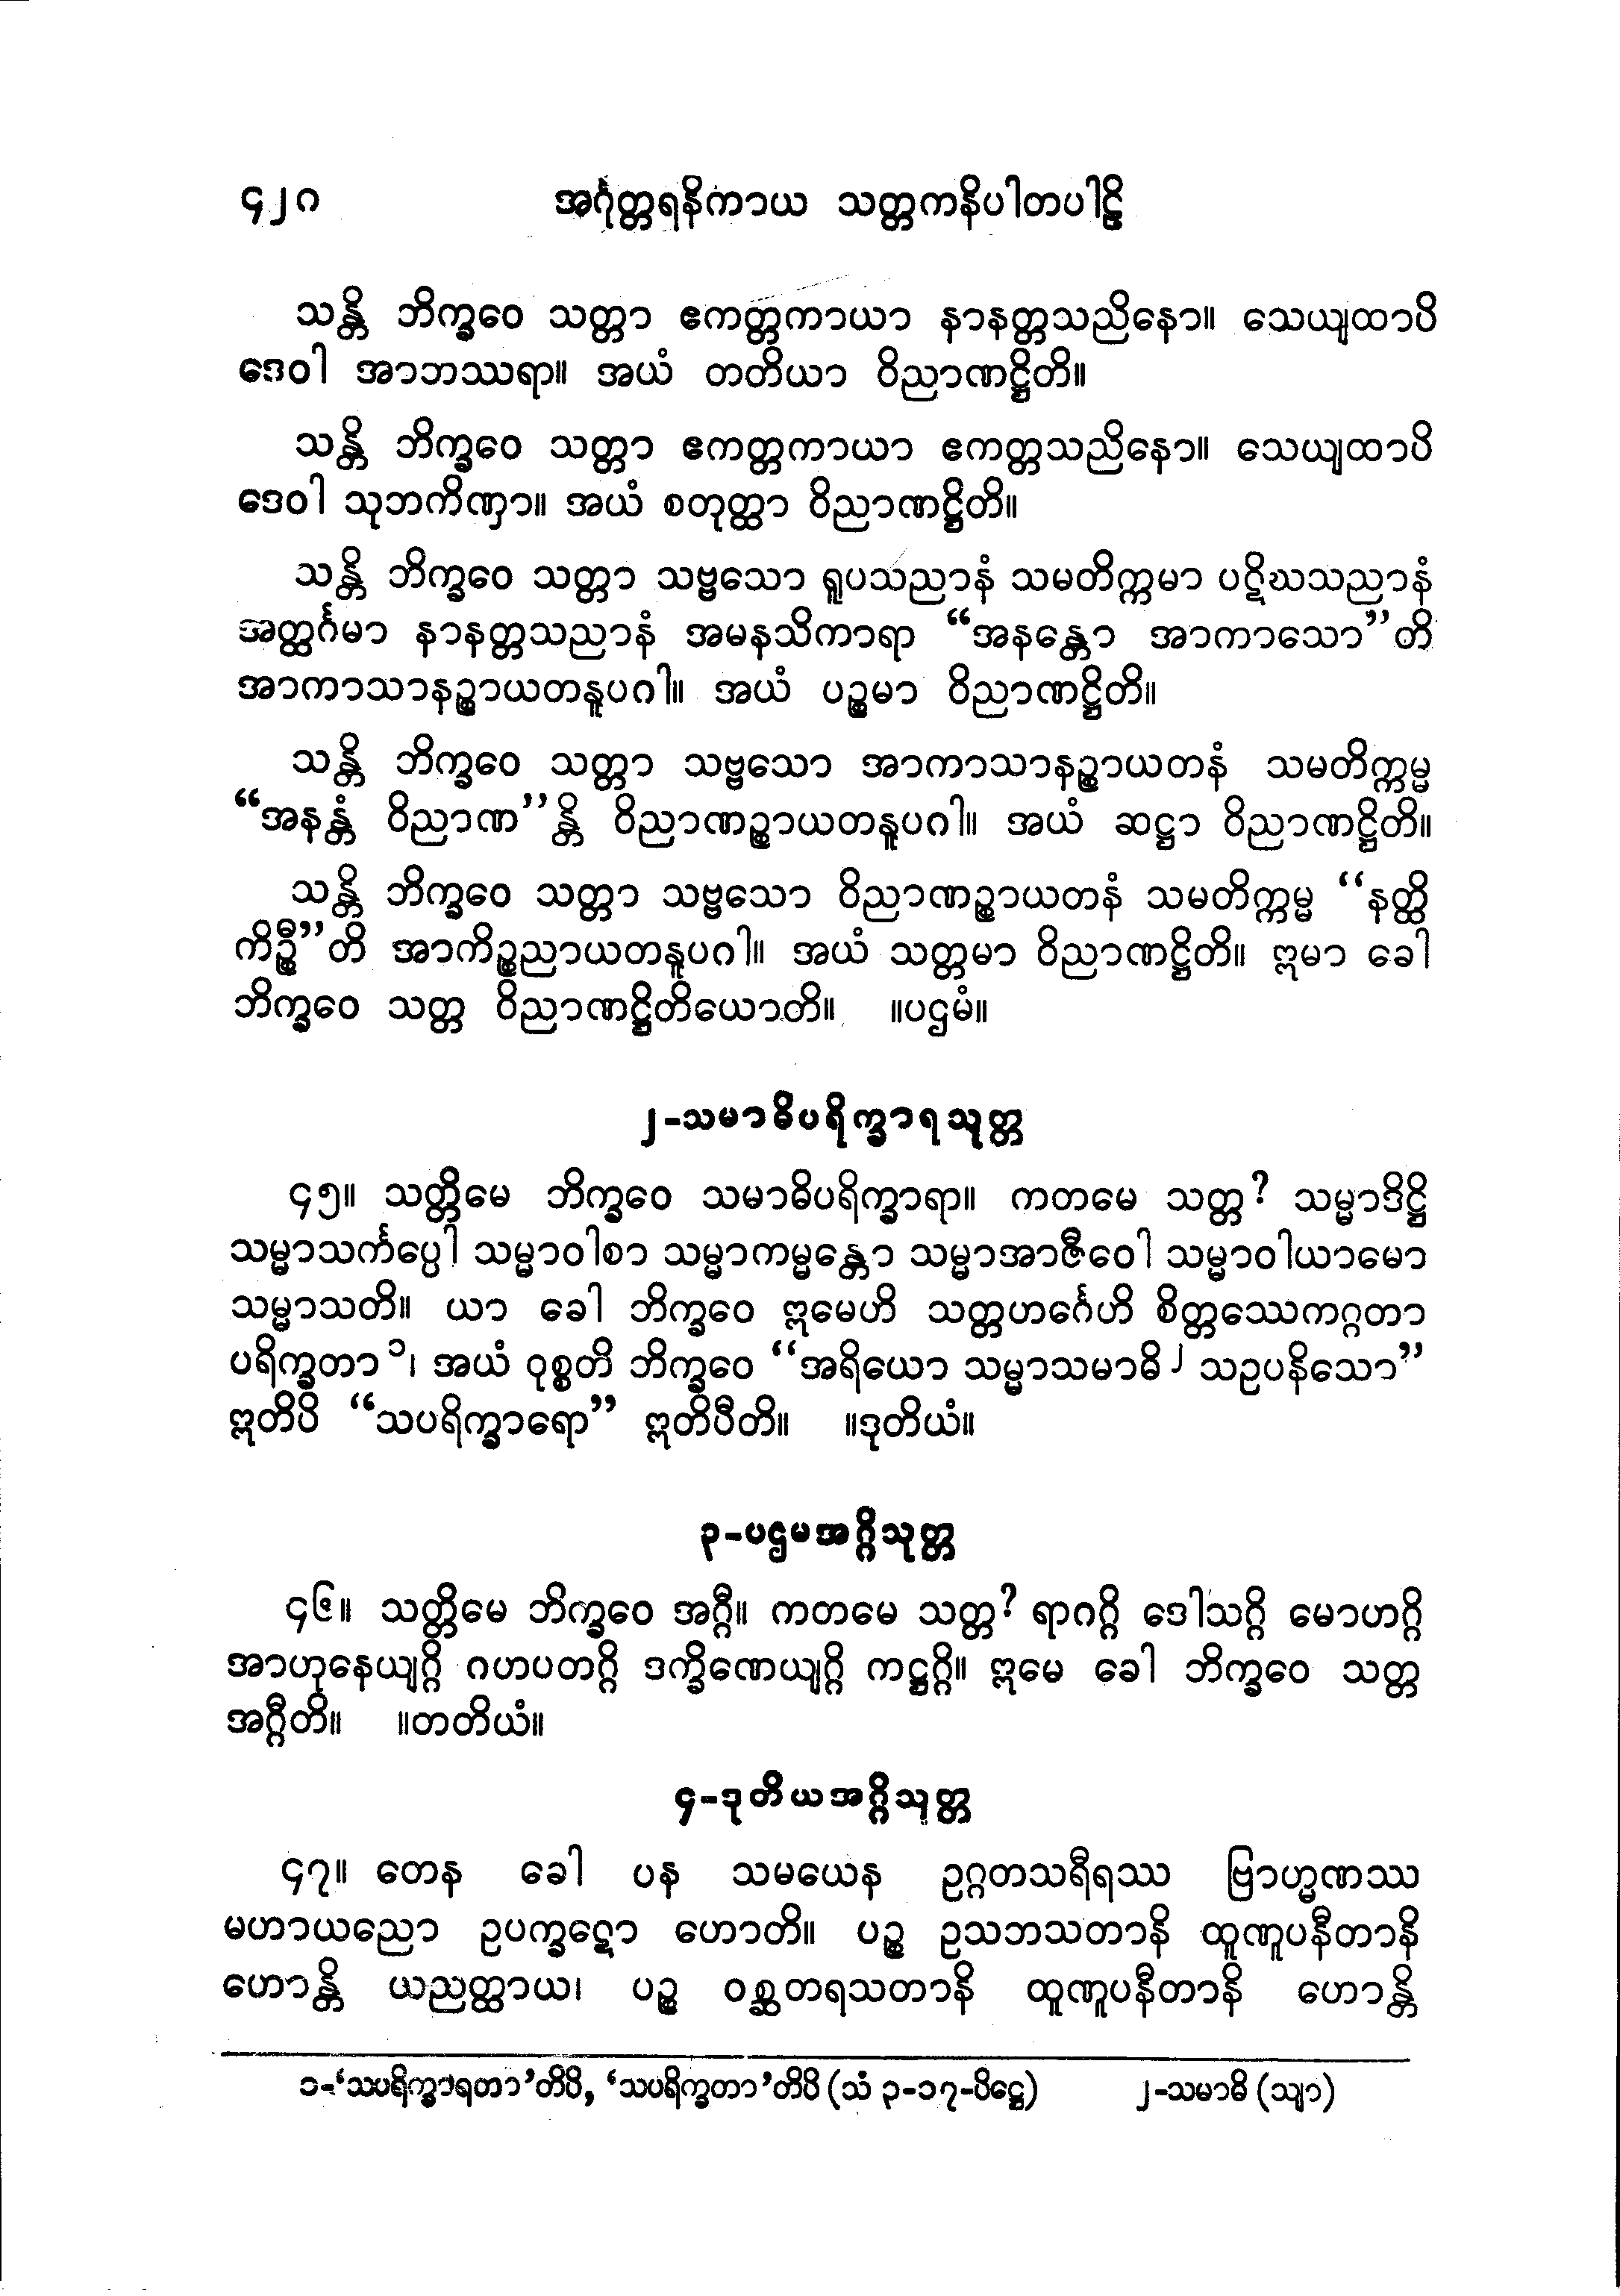 ၄၂၀ အင်္ဂုတ္တရနိကာယ သတ္တကနိပါတပါဠိ
သန္တိ ဘိက္ခဝေ သတ္တာ ဧကတ္တကာယာ နာနတ္တသညိနော။ သေယျထာပိ
ဒေဝါ အာဘဿရာ။ အယံ တတိယာ ဝိညာဏဋ္ဌိတိ။
သန္တိ ဘိက္ခဝေ သတ္တာ ဧကတ္တကာယာ ဧကတ္တသညိနော။ သေယျထာပိ
ဒေဝါ သုဘကိဏှာ။ အယံ စတုတ္ထာ ဝိညာဏဋ္ဌိတိ။
သန္တိ ဘိက္ခဝေ သတ္တာ သဗ္ဗသော ရူပသညာနံ သမတိက္ကမာ ပဋိဃသညာနံ
အတ္ထင်္ဂမာ နာနတ္တသညာနံ အမနသိကာရာ “အနန္တော အာကာသော”တိ
အာကာသာနဉ္စာယတနူပဂါ။ အယံ ပဉ္စမာ ဝိညာဏဋ္ဌိတိ။
သန္တိ ဘိက္ခဝေ သတ္တာ သဗ္ဗသော အာကာသာနဉ္စာယတနံ သမတိက္ကမ္မ
“အနန္တံ ဝိညာဏ”န္တိ ဝိညာဏဉ္စာယတနူပဂါ။ အယံ ဆဋ္ဌာ ဝိညာဏဋ္ဌိတိ။
သန္တိ ဘိက္ခဝေ သတ္တာ သဗ္ဗသော ဝိညာဏဉ္စာယတနံ သမတိက္ကမ္မ “နတ္ထိ
ကိဉ္စီ”တိ အာကိဉ္စညာယတနူပဂါ။ အယံ သတ္တမာ ဝိညာဏဋ္ဌိတိ။ ဣမာ ခေါ
ဘိက္ခဝေ သတ္တ ဝိညာဏဋ္ဌိတိယောတိ။ ။ပဌမံ။
၂-သမာဓိပရိက္ခာရသုတ္တ
၄၅။ သတ္တိမေ ဘိက္ခဝေ သမာဓိပရိက္ခာရာ။ ကတမေ သတ္တ? သမ္မာဒိဋ္ဌိ
သမ္မာသင်္ကပ္ပေါ သမ္မာဝါစာ သမ္မာကမ္မန္တော သမ္မာအာဇီဝေါ သမ္မာဝါယာမော
သမ္မာသတိ။ ယာ ခေါ ဘိက္ခဝေ ဣမေဟိ သတ္တဟင်္ဂေဟိ စိတ္တဿေကဂ္ဂတာ
ပရိက္ခတာ ၁၊ အယံ ဝုစ္စတိ ဘိက္ခဝေ “အရိယော သမ္မာသမာဓိ ၂ သဥပနိသော”
ဣတိပိ “သပရိက္ခာရော” ဣတိပီတိ။ ။ဒုတိယံ။
၃-ပဌမအဂ္ဂိသုတ္တ
၄၆။ သတ္တိမေ ဘိက္ခဝေ အဂ္ဂီ။ ကတမေ သတ္တ? ရာဂဂ္ဂိ ဒေါသဂ္ဂိ မောဟဂ္ဂိ
အာဟုနေယျဂ္ဂိ ဂဟပတဂ္ဂိ ဒက္ခိဏေယျဂ္ဂိ ကဋ္ဌဂ္ဂိ။ ဣမေ ခေါ ဘိက္ခဝေ သတ္တ
အဂ္ဂီတိ။ ။တတိယံ။
၄-ဒုတိယအဂ္ဂိသုတ္တ
၄၇။ တေန ခေါ ပန သမယေန ဥဂ္ဂတသရီရဿ ဗြာဟ္မဏဿ
မဟာယညော ဥပက္ခဋော ဟောတိ။ ပဉ္စ ဥသဘသတာနိ ထူဏူပနီတာနိ
ဟောန္တိ ယညတ္ထာယ၊ ပဉ္စ ဝစ္ဆတရသတာနိ ထူဏူပနီတာနိ ဟောန္တိ
၁-‘သပရိက္ခာရတာ’တိပိ, ‘သပရိက္ခတာ’တိပိ (သံ ၃-၁၇-ပိဋ္ဌေ) ၂-သမာဓိ (သျာ)